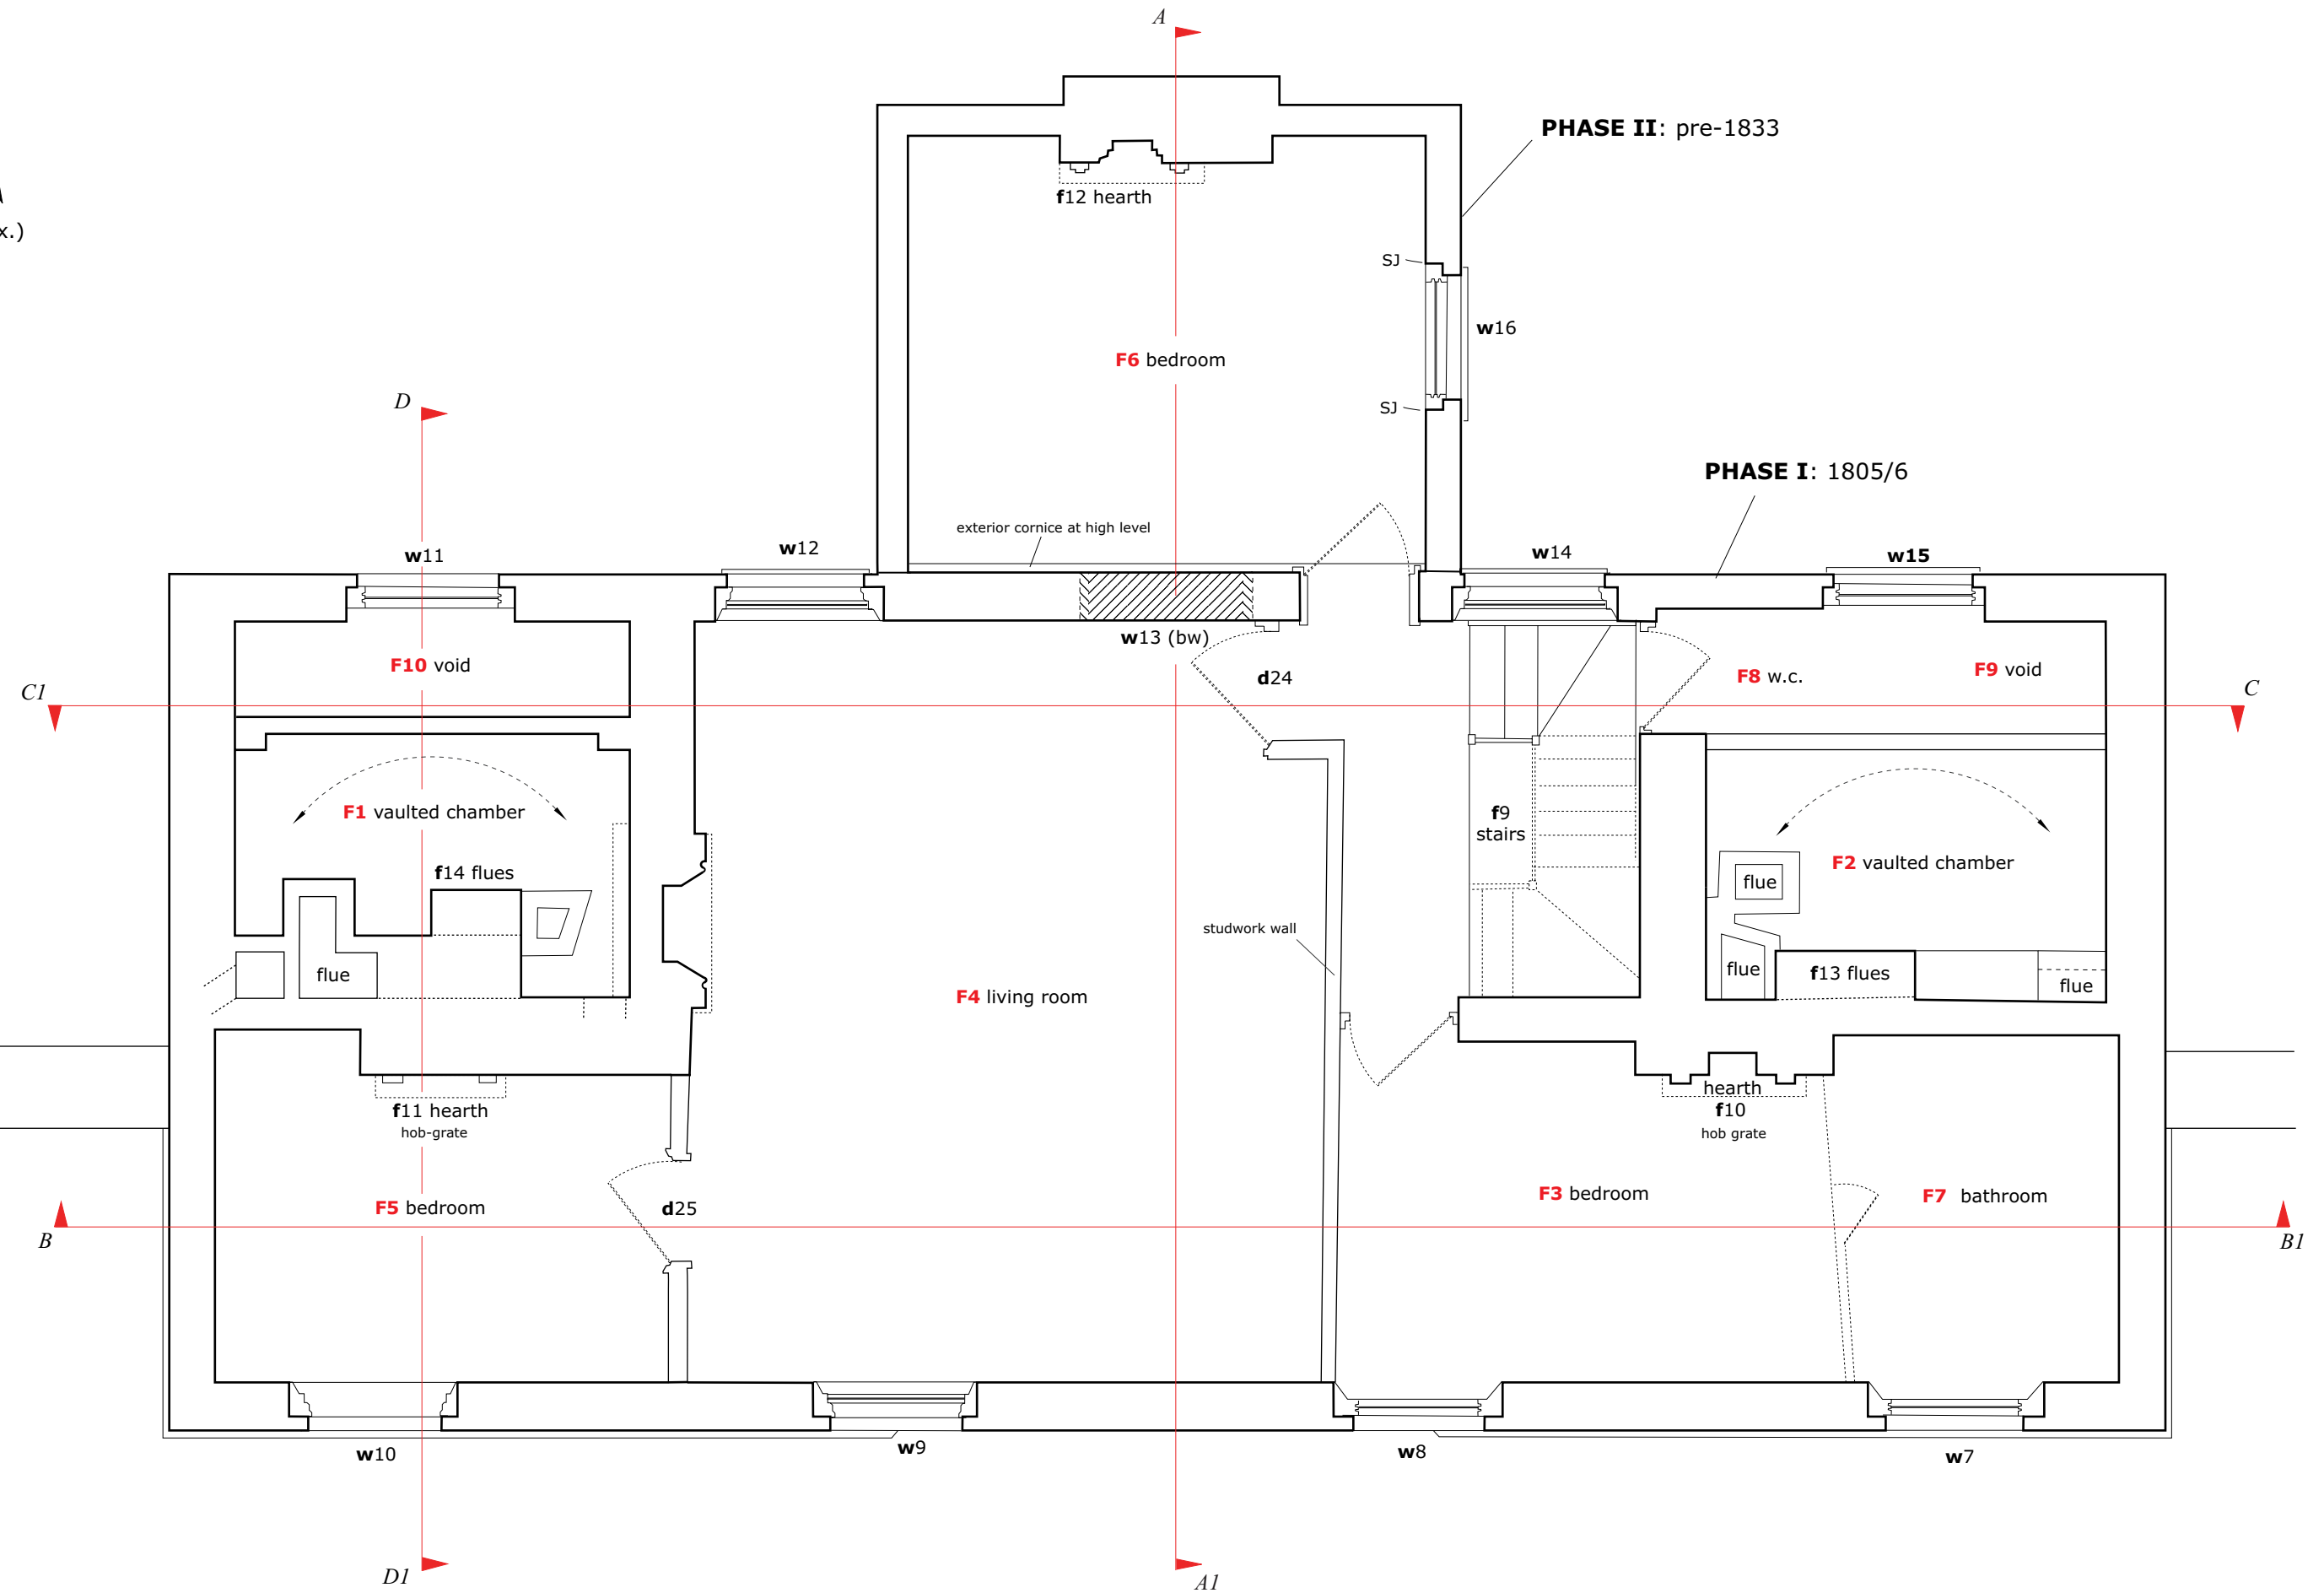 A
PHASE II: pre-1833
x.)
f12 hearth
SJ
w16
F6 bedroom
D
SJ
PHASE I: 1805/6
exterior cornice at high level
w11
w12
w14
w15
w13 (bw)
F10 void
d24
F8 w.c.
F9 void
C1
C
F1 vaulted chamber
f9
stairs
f14 flues
F2 vaulted chamber
flue
studwork wall
flue
flue
f13 flues
flue
F4 living room
hearth
f11 hearth
f10
hob-grate
hob grate
F5 bedroom
d25
F3 bedroom
F7 bathroom
B
B1
w10
w9
w8
w7
D1
A1